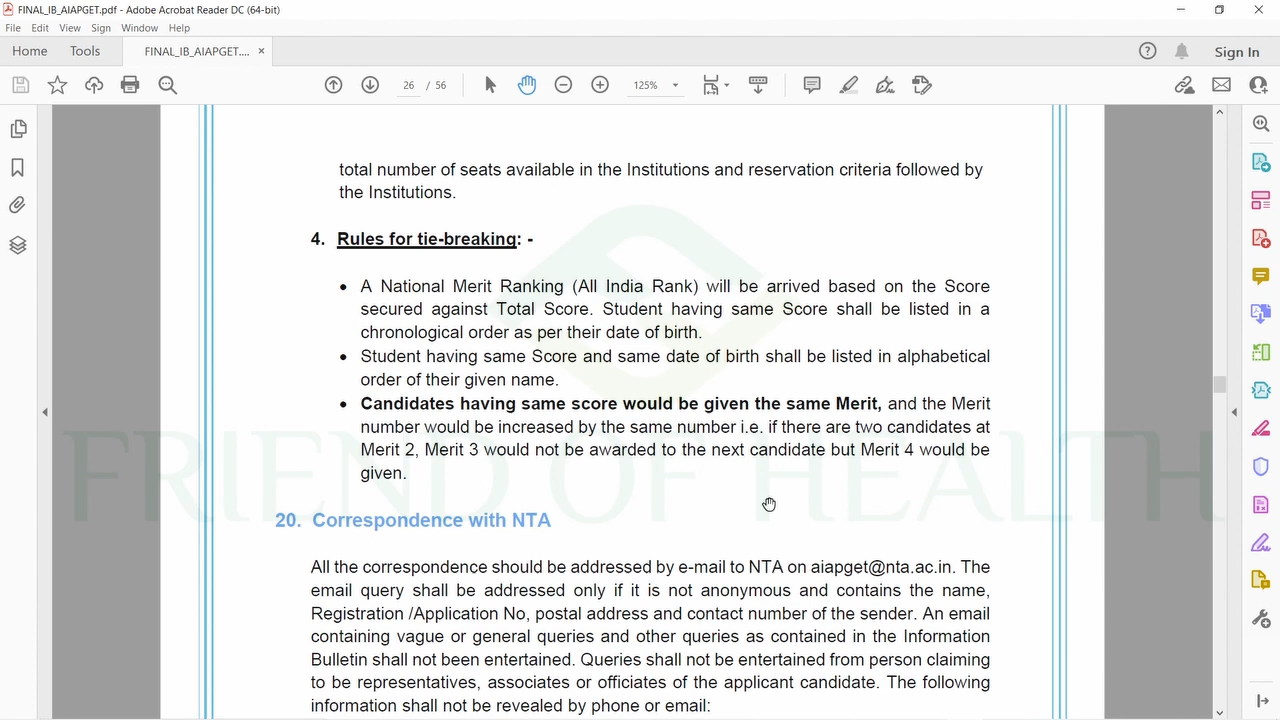 FINAL_IB_AIAPGET.pdf - Adobe Acrobat Reader DC (64-bit)
File Edit View Sign Window Help
Home Tools FINAL_IB_AIAPGET.... × Sign In
26 / 56 125%
total number of seats available in the Institutions and reservation criteria followed by
the Institutions.
4. Rules for tie-breaking: -
• A National Merit Ranking (All India Rank) will be arrived based on the Score
secured against Total Score. Student having same Score shall be listed in a
chronological order as per their date of birth.
• Student having same Score and same date of birth shall be listed in alphabetical
order of their given name.
• Candidates having same score would be given the same Merit, and the Merit
number would be increased by the same number i.e. if there are two candidates at
Merit 2, Merit 3 would not be awarded to the next candidate but Merit 4 would be
given.
FRIEND OF HEALTH
20. Correspondence with NTA
All the correspondence should be addressed by e-mail to NTA on aiapget@nta.ac.in. The
email query shall be addressed only if it is not anonymous and contains the name,
Registration /Application No, postal address and contact number of the sender. An email
containing vague or general queries and other queries as contained in the Information
Bulletin shall not been entertained. Queries shall not be entertained from person claiming
to be representatives, associates or officiates of the applicant candidate. The following
information shall not be revealed by phone or email: